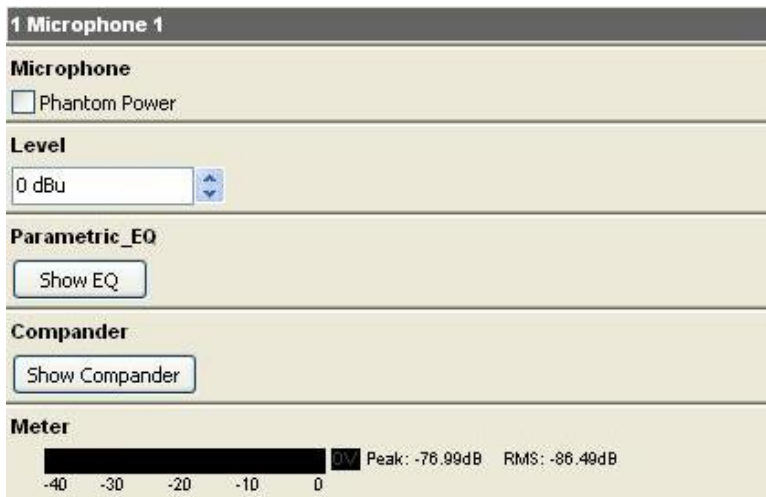 1 Microphone 1
Microphone
Phantom Power
Level
0 dBu
Parametric_EQ
Show EQ
Compander
Show Compander
Meter
OV Peak: -76.99dB RMS: -86.49dB
-40 -30 -20 -10 0